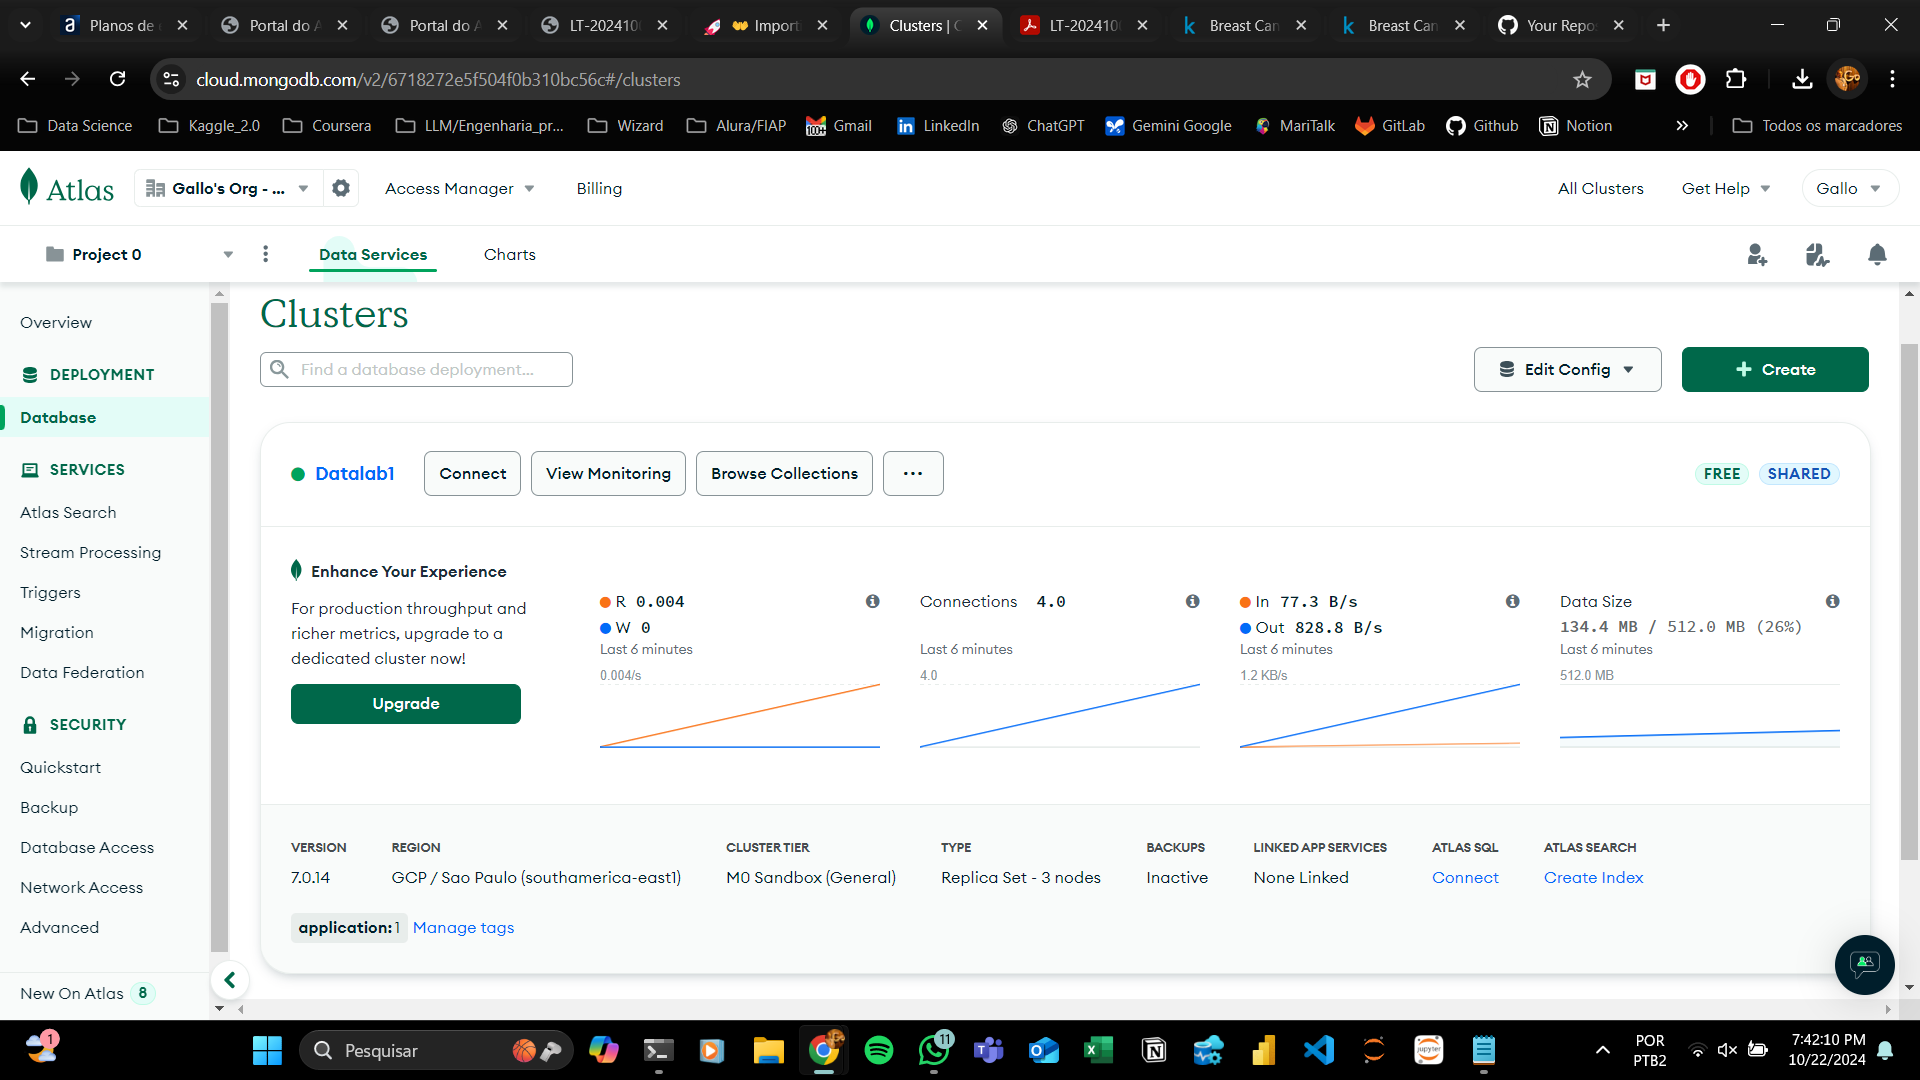 Planos de e
Portal do A
Portal do A
LT-2024100
Importa
Clusters | C
LT-2024100
Breast Can
Breast Can
Your Repo
cloud.mongodb.com/v2/6718272e5f504f0b310bc56c#/clusters
Data Science
Kaggle_2.0
Coursera
LLM/Engenharia_pr...
Wizard
Alura/FIAP
Gmail
LinkedIn
ChatGPT
Gemini Google
MariTalk
GitLab
Github
Notion
Todos os marcadores
Atlas
Gallo's Org - ...
Access Manager
Billing
All Clusters
Get Help
Gallo
Project 0
Data Services
Charts
Overview
DEPLOYMENT
Database
SERVICES
Atlas Search
Stream Processing
Triggers
Migration
Data Federation
SECURITY
Quickstart
Backup
Database Access
Network Access
Advanced
New On Atlas 8
Clusters
Find a database deployment...
Edit Config
+ Create
Datalab1
Connect
View Monitoring
Browse Collections
...
FREE
SHARED
Enhance Your Experience
For production throughput and
richer metrics, upgrade to a
dedicated cluster now!
Upgrade
R 0.004
W 0
Last 6 minutes
0.004/s
Connections 4.0
Last 6 minutes
4.0
In 77.3 B/s
Out 828.8 B/s
Last 6 minutes
1.2 KB/s
Data Size
134.4 MB / 512.0 MB (26%)
Last 6 minutes
512.0 MB
VERSION
7.0.14
REGION
GCP / Sao Paulo (southamerica-east1)
CLUSTER TIER
M0 Sandbox (General)
TYPE
Replica Set - 3 nodes
BACKUPS
Inactive
LINKED APP SERVICES
None Linked
ATLAS SQL
Connect
ATLAS SEARCH
Create Index
application: 1
Manage tags
1
Pesquisar
11
POR
PTB2
7:42:10 PM
10/22/2024